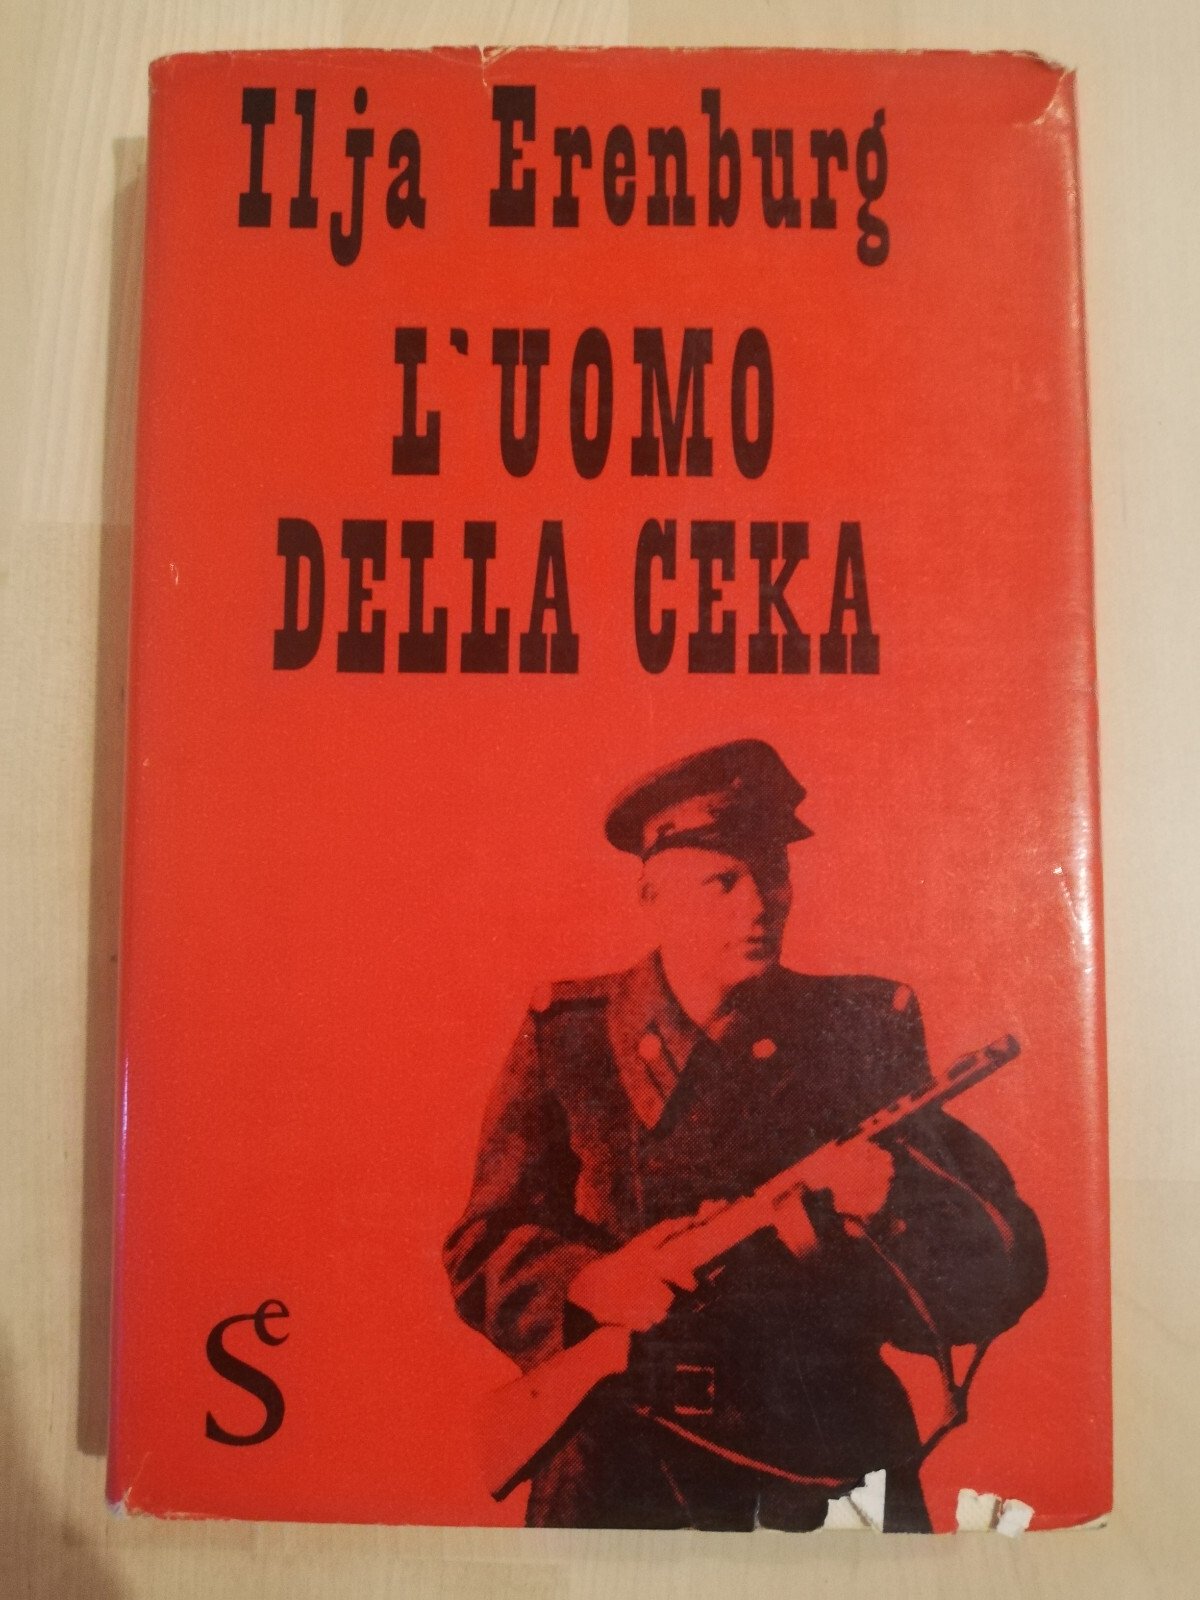 Ilja Erenburg
L'UOMO
DELLA CEKA
Se